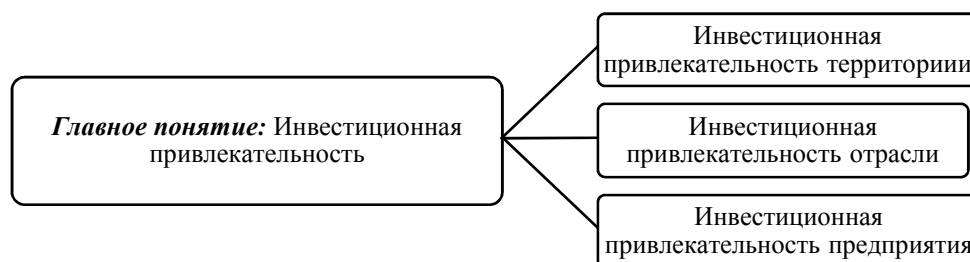 Главное понятие: Инвестиционная
привлекательность
Инвестиционная
привлекательность территориии
Инвестиционная
привлекательность отрасли
Инвестиционная
привлекательность предприятия